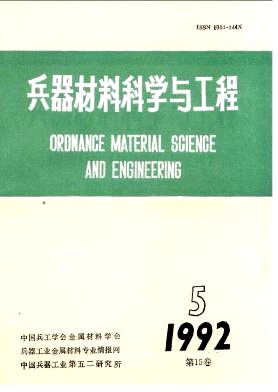 ISSN 1004-244X
兵器材料科学与工程
ORDNANCE MATERIAL SCIENCE
AND ENGINEERING
5
1992
第15卷
中国兵工学会金属材料学会
兵器工业金属材料专业情报网
中国兵器工业第五二研究所